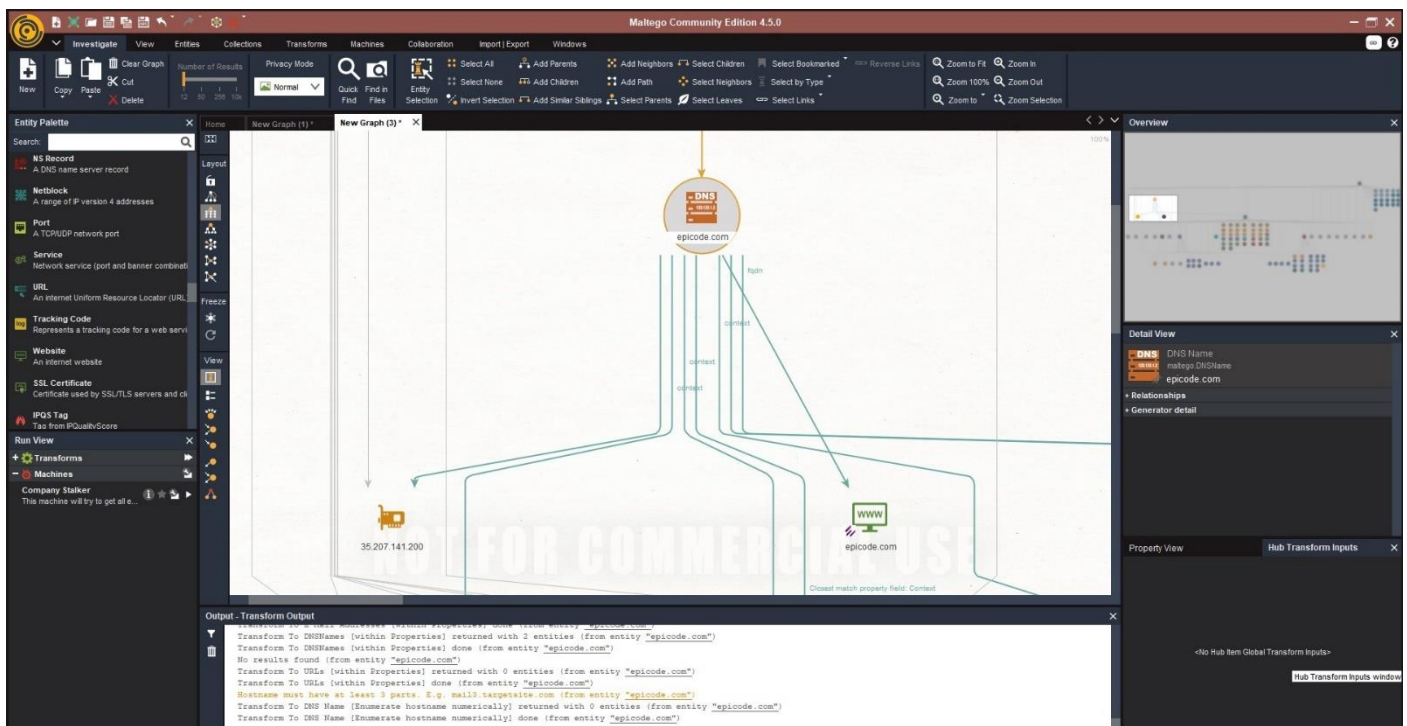 Maltego Community Edition 4.5.0
Investigate View Entities Collections Transforms Machines Collaboration Import | Export Windows
New
Copy
Paste
Clear Graph
Cut
Delete
Number of Results
12 50 256 10k
Privacy Mode
Normal
Quick Find
Find in Files
Entity Selection
Select All
Select None
Invert Selection
Add Parents
Add Children
Add Similar Siblings
Add Neighbors
Add Path
Select Parents
Select Children
Select Neighbors
Select Leaves
Select Bookmarked
Select by Type
Select Links
Reverse Links
Zoom to Fit
Zoom 100%
Zoom to
Zoom In
Zoom Out
Zoom Selection
Entity Palette
Search:
NS Record
A DNS name server record
Netblock
A range of IP version 4 addresses
Port
A TCP/UDP network port
Service
Network service (port and banner combinati
URL
An internet Uniform Resource Locator (URL)
Tracking Code
Represents a tracking code for a web servi
Website
An internet website
SSL Certificate
Certificate used by SSL/TLS servers and cli
IPQS Tag
Tag from IPQualityScore
Run View
Transforms
Machines
Company Stalker
This machine will try to get all e...
Home New Graph (1)* New Graph (3)*
Layout
Freeze
View
100%
DNS
epicode.com
fqdn
context
context
context
35.207.141.200
www
epicode.com
NOT FOR COMMERCIAL USE
Closest match property field: Context
Output - Transform Output
Transform To E-Mail Addresses [within Properties] done (from entity "epicode.com")
Transform To DNSNames [within Properties] returned with 2 entities (from entity "epicode.com")
Transform To DNSNames [within Properties] done (from entity "epicode.com")
No results found (from entity "epicode.com")
Transform To URLs [within Properties] returned with 0 entities (from entity "epicode.com")
Transform To URLs [within Properties] done (from entity "epicode.com")
Hostname must have at least 3 parts. E.g. mail3.targetsite.com (from entity "epicode.com")
Transform To DNS Name [Enumerate hostname numerically] returned with 0 entities (from entity "epicode.com")
Transform To DNS Name [Enumerate hostname numerically] done (from entity "epicode.com")
Overview
Detail View
DNS
DNS Name
maltego.DNSName
epicode.com
Relationships
Generator detail
Property View
Hub Transform Inputs
<No Hub Item Global Transform Inputs>
Hub Transform Inputs window